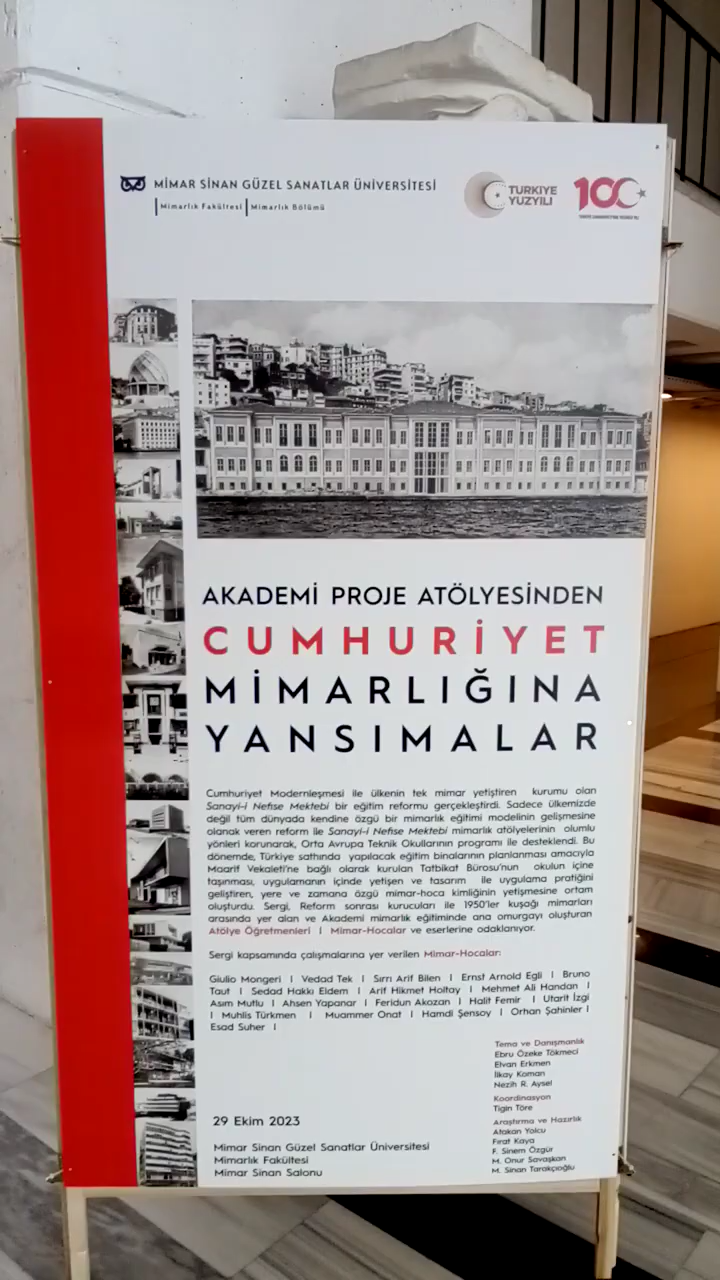 MİMAR SİNAN GÜZEL SANATLAR ÜNİVERSİTESİ
Mimarlık Fakültesi | Mimarlık Bölümü
TÜRKİYE
YÜZYILI
100
AKADEMİ PROJE ATÖLYESİNDEN
CUMHURİYET
MİMARLIĞINA
YANSIMALAR
Cumhuriyet Modernleşmesi ile ülkenin tek mimar yetiştiren kurumu olan
Sanayi-i Nefise Mektebi bir eğitim reformu gerçekleştirdi. Sadece ülkemizde
değil tüm dünyada kendine özgü bir mimarlık eğitimi modelinin gelişmesine
olanak veren reform ile Sanayi-i Nefise Mektebi mimarlık atölyelerinin olumlu
yönleri korunarak, Orta Avrupa Teknik Okullarının programı ile desteklendi. Bu
dönemde, Türkiye sathında yapılacak eğitim binalarının planlanması amacıyla
Maarif Vekaleti'ne bağlı olarak kurulan Tatbikat Bürosu'nun okulun içine
taşınması, uygulamanın içinde yetişen ve tasarım ile uygulama pratiğini
geliştiren, yere ve zamana özgü mimar-hoca kimliğinin yetişmesine ortam
oluşturdu. Sergi, Reform sonrası kurucuları ile 1950'ler kuşağı mimarları
arasında yer alan ve Akademi mimarlık eğitiminde ana omurgayı oluşturan
Atölye Öğretmenleri | Mimar-Hocalar ve eserlerine odaklanıyor.
Sergi kapsamında çalışmalarına yer verilen Mimar-Hocalar:
Giulio Mongeri | Vedad Tek | Sırrı Arif Bilen | Ernst Arnold Egli | Bruno
Taut | Sedad Hakkı Eldem | Arif Hikmet Holtay | Mehmet Ali Handan |
Asım Mutlu | Ahsen Yapanar | Feridun Akozan | Halit Femir | Utarit İzgi
| Muhlis Türkmen | Muammer Onat | Hamdi Şensoy | Orhan Şahinler |
Esad Suher |
Tema ve Danışmanlık
Ebru Özeke Tökmeci
Elvan Erkmen
İlkay Koman
Nezih R. Aysel
Koordinasyon
Tigin Töre
Araştırma ve Hazırlık
Atakan Yolcu
Fırat Kaya
F. Sinem Özgür
M. Onur Savaşkan
M. Sinan Tarakçıoğlu
29 Ekim 2023
Mimar Sinan Güzel Sanatlar Üniversitesi
Mimarlık Fakültesi
Mimar Sinan Salonu